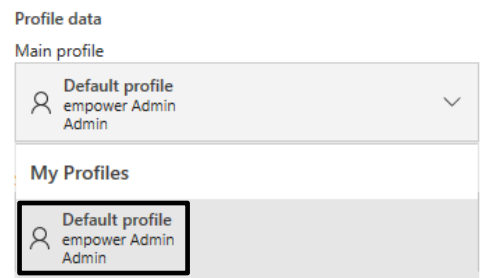 Profile data
Main profile
Default profile
empower Admin
Admin
My Profiles
Default profile
empower Admin
Admin